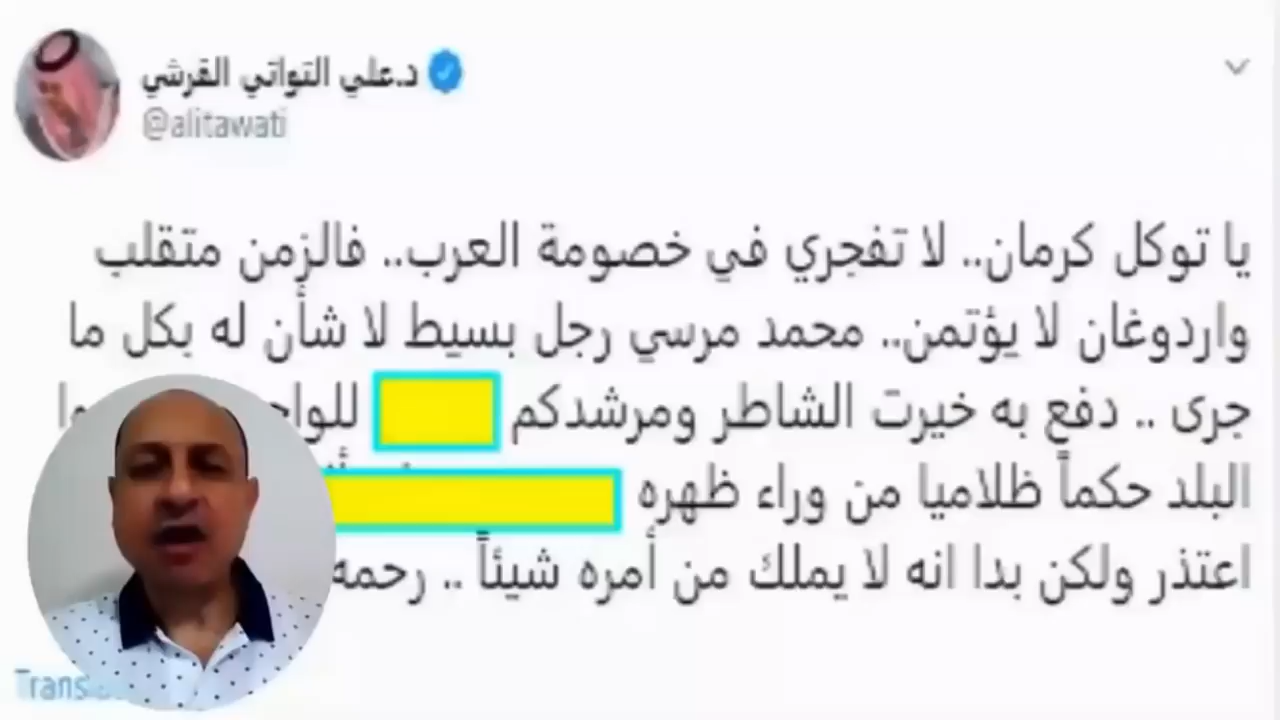 د.علي التواتي القرشي
@alitawati
يا توكل كرمان.. لا تفجري في خصومة العرب.. فالزمن متقلب
واردوغان لا يؤتمن.. محمد مرسي رجل بسيط لا شأن له بكل ما
جرى .. دفع به خيرت الشاطر ومرشدكم
البلد حكماً ظلاميا من وراء ظهره
اعتذر ولكن بدا انه لا يملك من أمره شيئاً .. رحمه